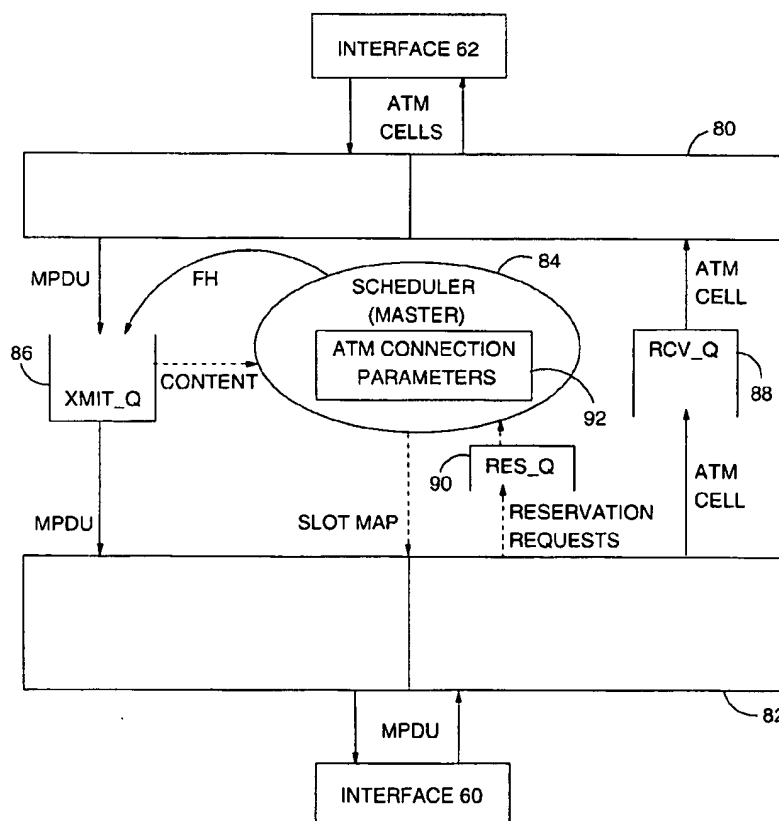 INTERFACE 62
ATM
CELLS
80
MPDU
FH
84
SCHEDULER
(MASTER)
ATM CONNECTION
PARAMETERS
92
ATM
CELL
86
XMIT_Q
CONTENT
RCV_Q
88
90
RES_Q
MPDU
SLOT MAP
RESERVATION
REQUESTS
ATM
CELL
82
MPDU
INTERFACE 60